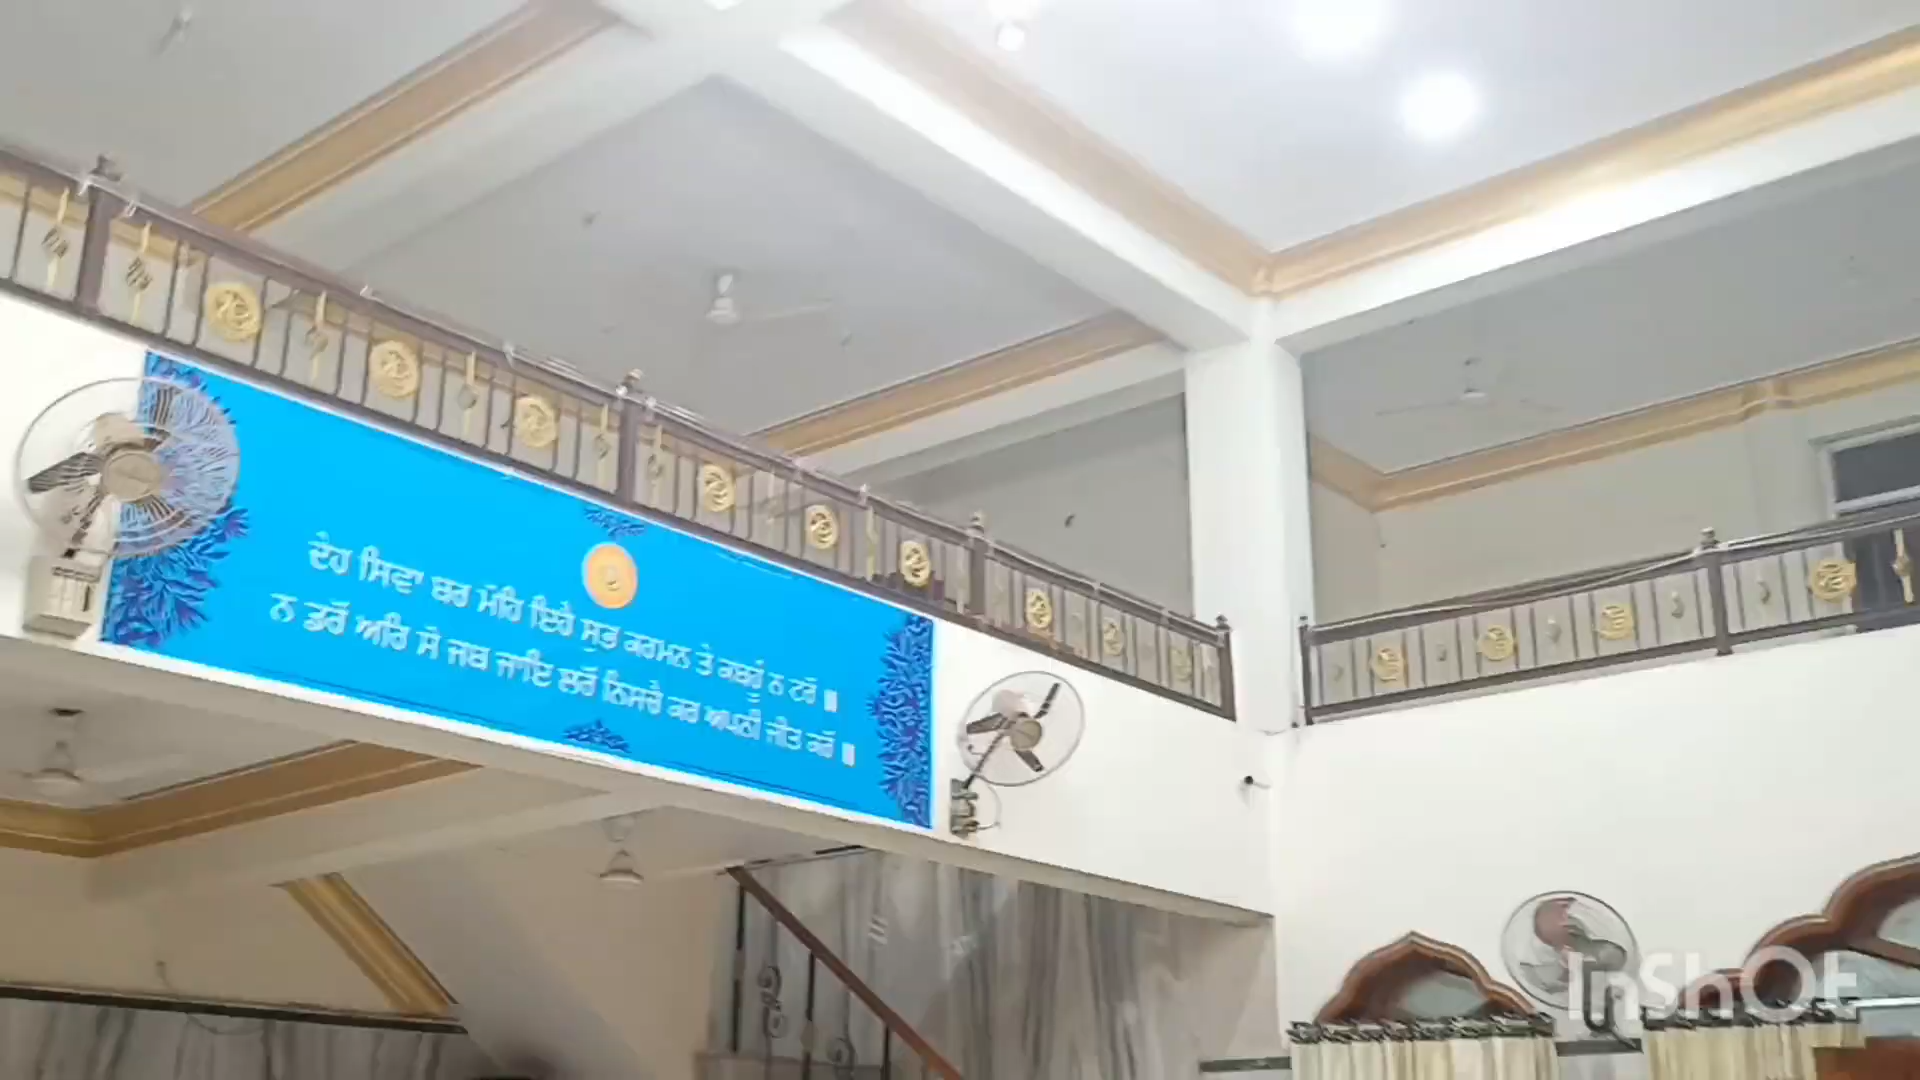 ਦੇਹ ਸਿਵਾ ਬਰ ਮੋਹਿ ਇਹੈ ਸੁਭ ਕਰਮਨ ਤੇ ਕਬਹੂੰ ਨ ਟਰੋਂ ॥
ਨ ਡਰੋਂ ਅਰਿ ਸੋ ਜਬ ਜਾਇ ਲਰੋਂ ਨਿਸਚੈ ਕਰ ਅਪਨੀ ਜੀਤ ਕਰੋਂ ॥
InShOt